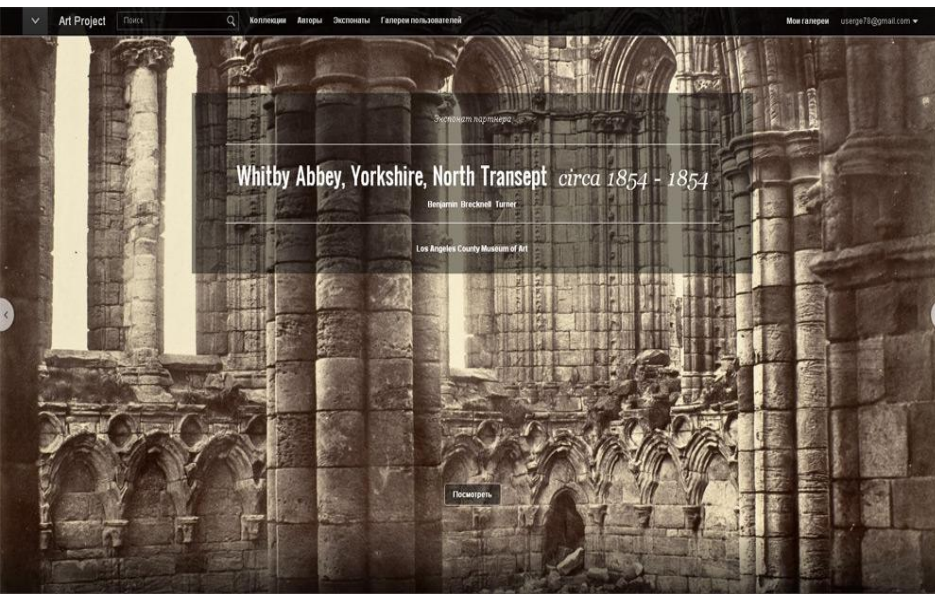 Art Project Поиск Коллекции Авторы Экспонаты Галереи пользователей Мои галереи userge78@gmail.com
Экспонат партнера
Whitby Abbey, Yorkshire, North Transept circa 1854 - 1854
Benjamin Brecknell Turner
Los Angeles County Museum of Art
Посмотреть